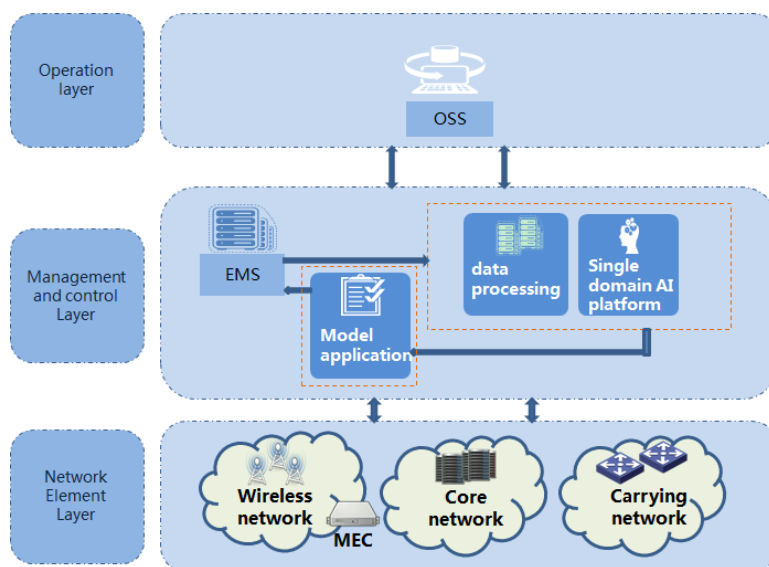 Operation
layer
OSS
Management
and control
Layer
EMS
data
processing
Single
domain AI
platform
Model
application
Network
Element
Layer
Wireless
network
MEC
Core
network
Carrying
network